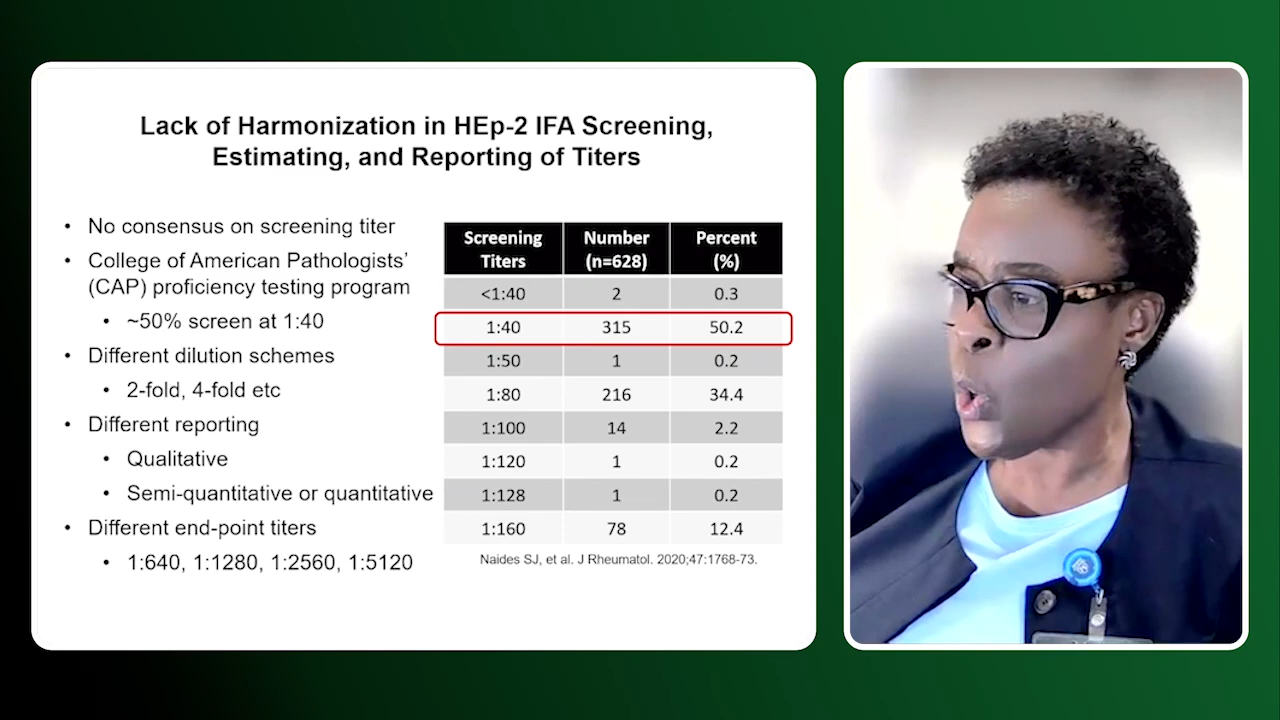 Lack of Harmonization in HEp-2 IFA Screening,
Estimating, and Reporting of Titers
• No consensus on screening titer
• College of American Pathologists’
(CAP) proficiency testing program
• ~50% screen at 1:40
• Different dilution schemes
• 2-fold, 4-fold etc
• Different reporting
• Qualitative
• Semi-quantitative or quantitative
• Different end-point titers
• 1:640, 1:1280, 1:2560, 1:5120
Screening Titers Number (n=628) Percent (%)
<1:40 2 0.3
1:40 315 50.2
1:50 1 0.2
1:80 216 34.4
1:100 14 2.2
1:120 1 0.2
1:128 1 0.2
1:160 78 12.4
Naides SJ, et al. J Rheumatol. 2020;47:1768-73.